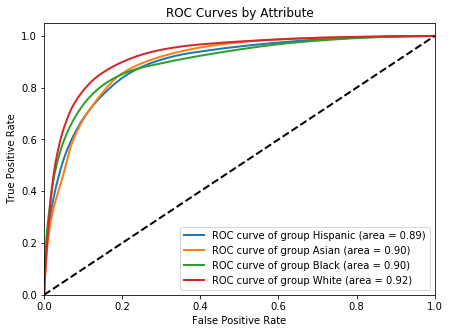 ROC Curves by Attribute
True Positive Rate
1.0
0.8
0.6
0.4
0.2
0.0
ROC curve of group Hispanic (area = 0.89)
ROC curve of group Asian (area = 0.90)
ROC curve of group Black (area = 0.90)
ROC curve of group White (area = 0.92)
0.0 0.2 0.4 0.6 0.8 1.0
False Positive Rate